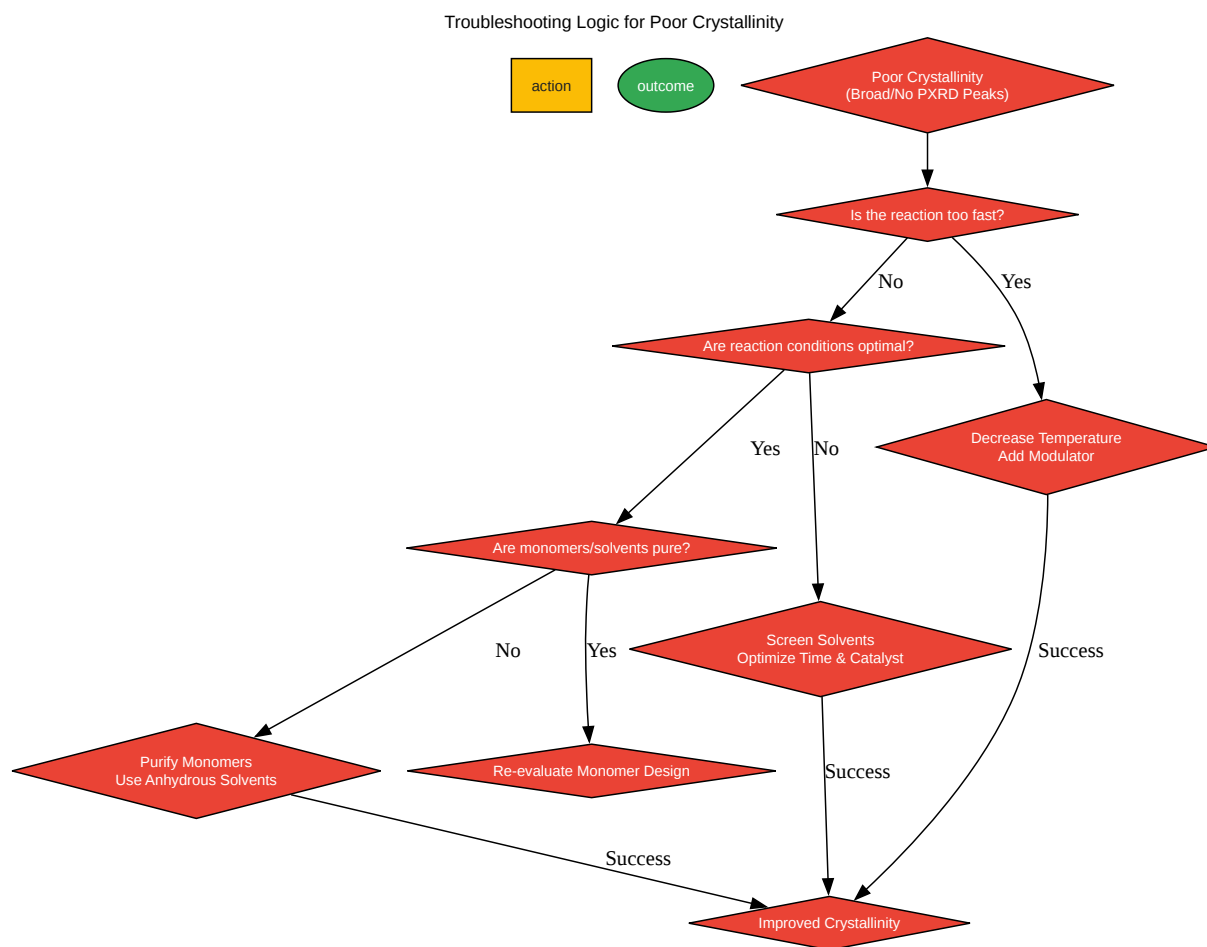 Troubleshooting Logic for Poor Crystallinity
action
outcome
Poor Crystallinity
(Broad/No PXRD Peaks)
Is the reaction too fast?
No
Yes
Are reaction conditions optimal?
Decrease Temperature
Add Modulator
Yes
No
Are monomers/solvents pure?
Screen Solvents
Optimize Time & Catalyst
No
Yes
Success
Purify Monomers
Use Anhydrous Solvents
Re-evaluate Monomer Design
Success
Success
Improved Crystallinity